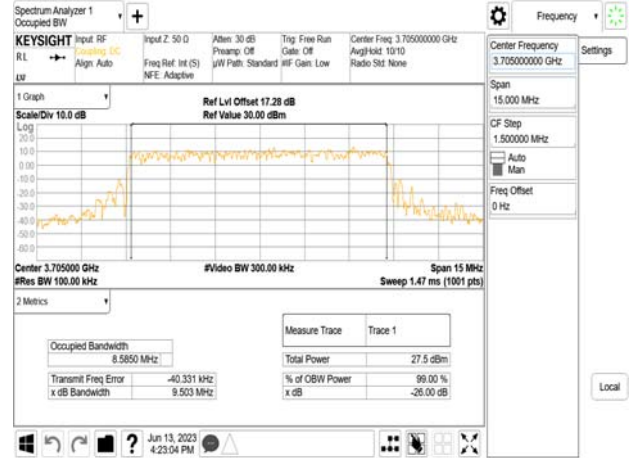 Spectrum Analyzer 1
Occupied BW
Frequency
KEYSIGHT
RL
Input: RF
Coupling: DC
Align: Auto
Input Z: 50 Ω
Freq Ref: Int (S)
NFE: Adaptive
Atten: 30 dB
Preamp: Off
µW Path: Standard
Trig: Free Run
Gate: Off
#IF Gain: Low
Center Freq: 3.705000000 GHz
Avg|Hold: 10/10
Radio Std: None
Center Frequency
3.705000000 GHz
Settings
Span
15.000 MHz
CF Step
1.500000 MHz
Auto
Man
Freq Offset
0 Hz
Local
1 Graph
Scale/Div 10.0 dB
Ref Lvl Offset 17.28 dB
Ref Value 30.00 dBm
Log
20.0
10.0
0.00
-10.0
-20.0
-30.0
-40.0
-50.0
-60.0
Center 3.705000 GHz
#Video BW 300.00 kHz
Span 15 MHz
#Res BW 100.00 kHz
Sweep 1.47 ms (1001 pts)
2 Metrics
Measure Trace
Trace 1
Occupied Bandwidth
8.5850 MHz
Total Power
27.5 dBm
Transmit Freq Error
-40.331 kHz
% of OBW Power
99.00 %
x dB Bandwidth
9.503 MHz
x dB
-26.00 dB
?
Jun 13, 2023
4:23:04 PM